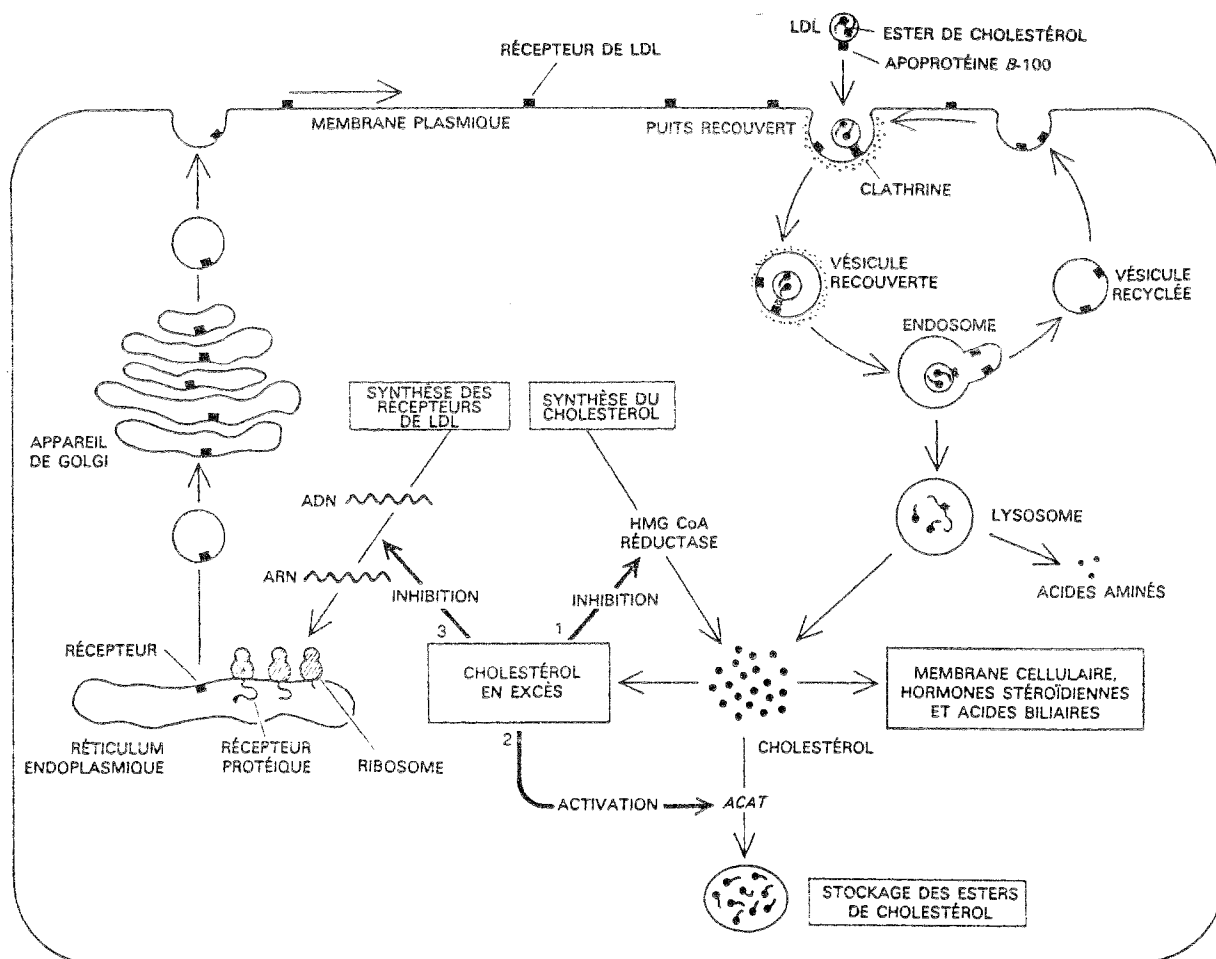 LDL
ESTER DE CHOLESTÉROL
APOPROTÉINE B-100
RÉCEPTEUR DE LDL
MEMBRANE PLASMIQUE
PUITS RECOUVERT
CLATHRINE
VÉSICULE
RECOUVERTE
VÉSICULE
RECYCLÉE
ENDOSOME
APPAREIL
DE GOLGI
SYNTHÈSE DES
RÉCEPTEURS
DE LDL
SYNTHÈSE DU
CHOLESTÉROL
ADN
ARN
HMG CoA
RÉDUCTASE
LYSOSOME
ACIDES AMINÉS
INHIBITION
INHIBITION
3
1
RÉCEPTEUR
CHOLESTÉROL
EN EXCÈS
MEMBRANE CELLULAIRE,
HORMONES STÉROÏDIENNES
ET ACIDES BILIAIRES
RÉTICULUM
ENDOPLASMIQUE
RÉCEPTEUR
PROTÉIQUE
RIBOSOME
2
CHOLESTÉROL
ACTIVATION
ACAT
STOCKAGE DES ESTERS
DE CHOLESTÉROL